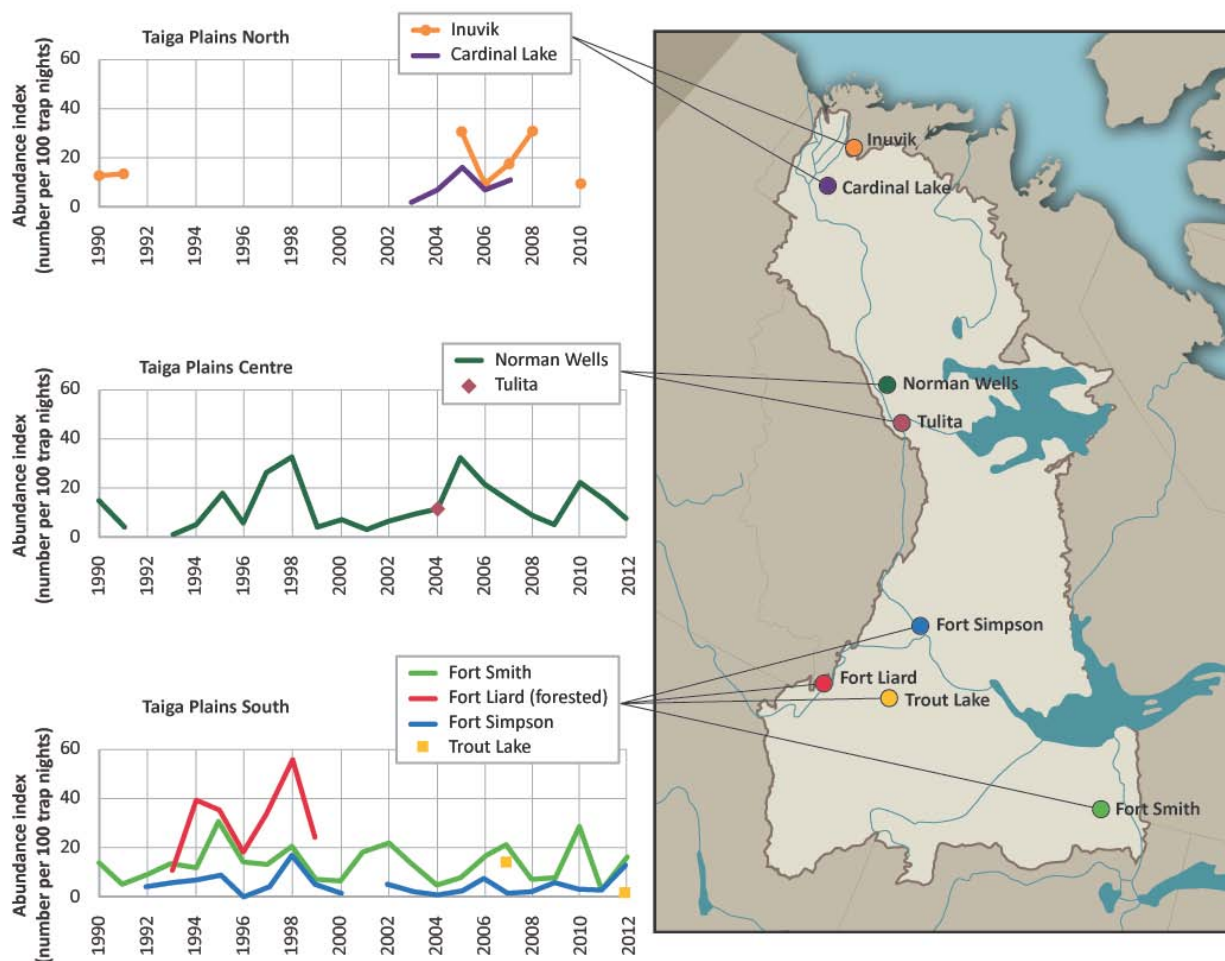 Taiga Plains North
Inuvik
Cardinal Lake
Abundance index
(number per 100 trap nights)
60
40
20
0
1990
1992
1994
1996
1998
2000
2002
2004
2006
2008
2010
Taiga Plains Centre
Norman Wells
Tulita
Abundance index
(number per 100 trap nights)
60
40
20
0
1990
1992
1994
1996
1998
2000
2002
2004
2006
2008
2010
2012
Taiga Plains South
Fort Smith
Fort Liard (forested)
Fort Simpson
Trout Lake
Abundance index
(number per 100 trap nights)
60
40
20
0
1990
1992
1994
1996
1998
2000
2002
2004
2006
2008
2010
2012
Inuvik
Cardinal Lake
Norman Wells
Tulita
Fort Simpson
Fort Liard
Trout Lake
Fort Smith